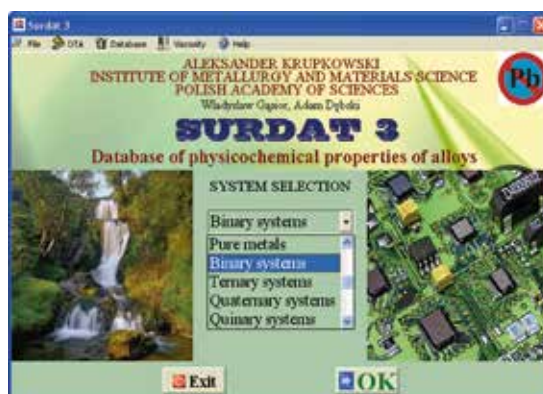 Surdat 3
File DTA Database Viscosity Help
ALEKSANDER KRUPKOWSKI
INSTITUTE OF METALLURGY AND MATERIALS SCIENCE
POLISH ACADEMY OF SCIENCES
Władysław Gąsior, Adam Dębski
Pb
SURDAT 3
Database of physicochemical properties of alloys
SYSTEM SELECTION
Binary systems
Pure metals
Binary systems
Ternary systems
Quaternary systems
Quinary systems
Exit
OK